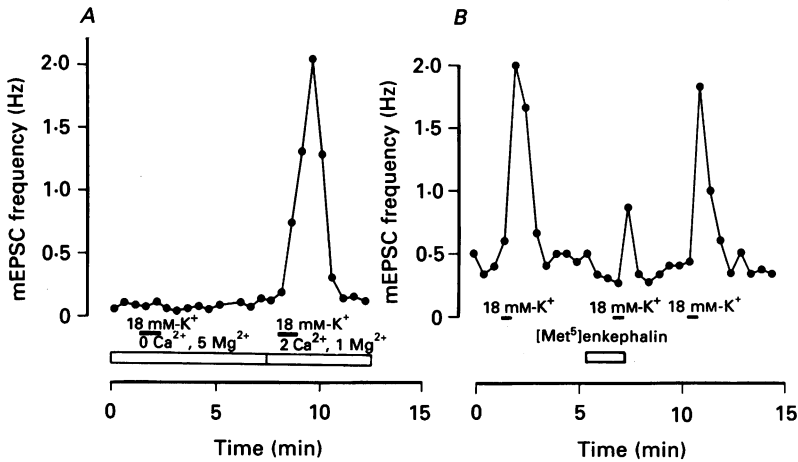 A
mEPSC frequency (Hz)
2·0
1·5
1·0
0·5
0
18 mM-K⁺
18 mM-K⁺
0 Ca²⁺, 5 Mg²⁺
2 Ca²⁺, 1 Mg²⁺
0
5
10
15
Time (min)
B
mEPSC frequency (Hz)
2·0
1·5
1·0
0·5
0
18 mM-K⁺
18 mM-K⁺
18 mM-K⁺
[Met⁵]enkephalin
0
5
10
15
Time (min)